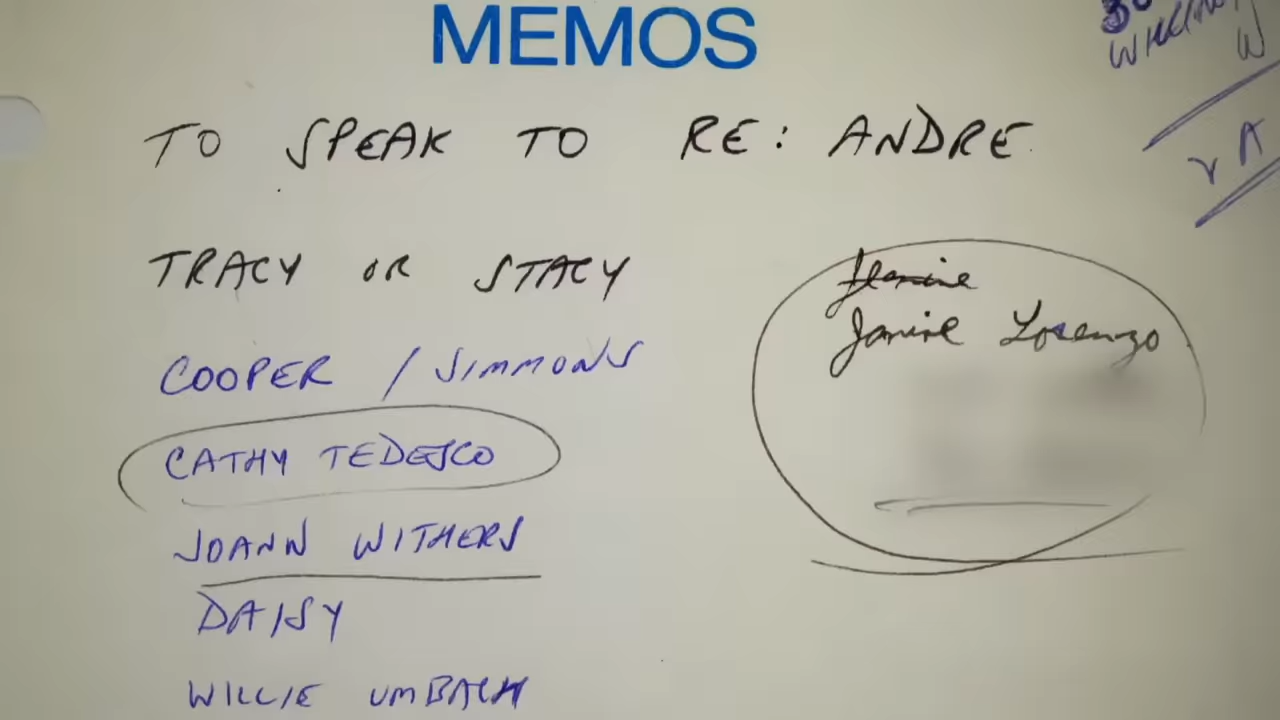 MEMOS
TO SPEAK TO RE: ANDRE
TRACY OR STACY
COOPER / SIMMONS
CATHY TEDESCO
JOANN WITHERS
DAISY
WILLIE UMBACH
Jeanine
Janine Lorenzo